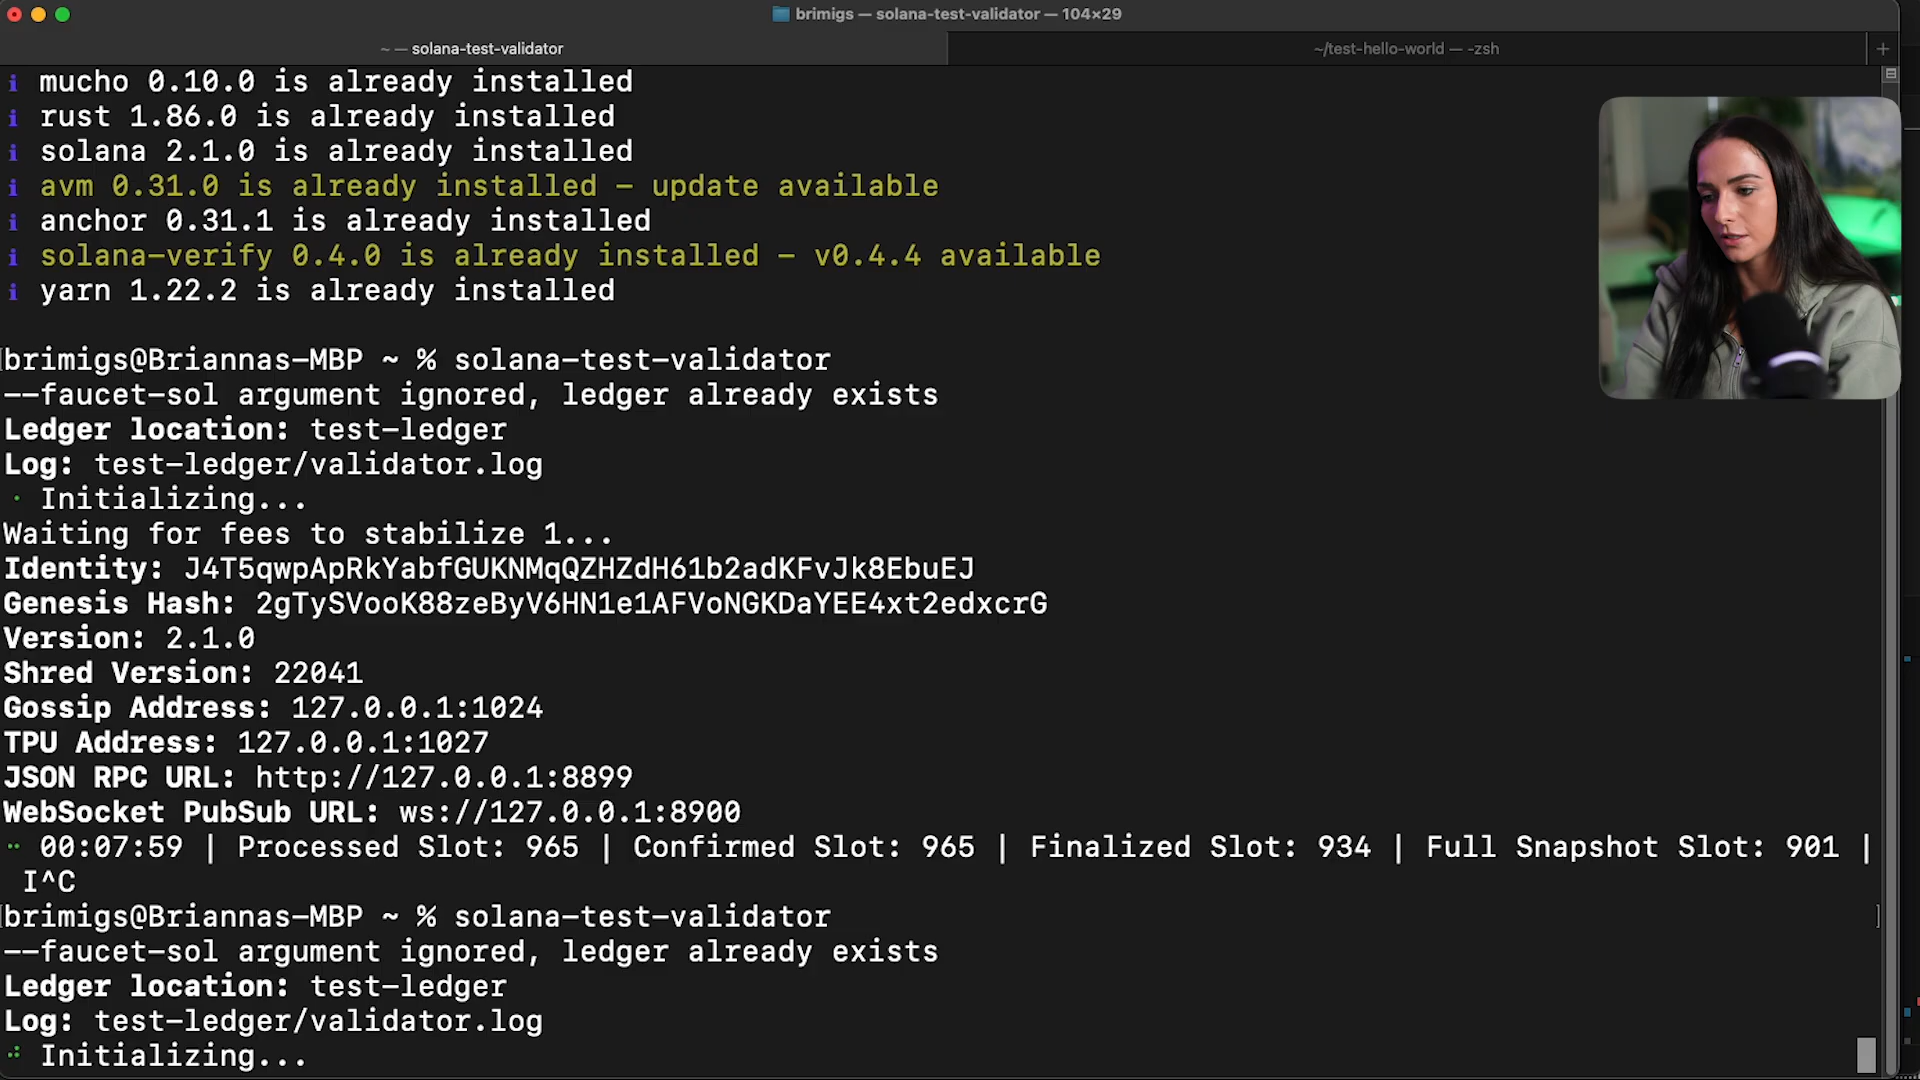 brimigs — solana-test-validator — 104×29
~ — solana-test-validator
~/test-hello-world — -zsh
+
i mucho 0.10.0 is already installed
i rust 1.86.0 is already installed
i solana 2.1.0 is already installed
i avm 0.31.0 is already installed - update available
i anchor 0.31.1 is already installed
i solana-verify 0.4.0 is already installed - v0.4.4 available
i yarn 1.22.2 is already installed
brimigs@Briannas-MBP ~ % solana-test-validator
--faucet-sol argument ignored, ledger already exists
Ledger location: test-ledger
Log: test-ledger/validator.log
Initializing...
Waiting for fees to stabilize 1...
Identity: J4T5qwpApRkYabfGUKNMqQZHZdH61b2adKFvJk8EbuEJ
Genesis Hash: 2gTySVooK88zeByV6HN1e1AFVoNGKDaYEE4xt2edxcrG
Version: 2.1.0
Shred Version: 22041
Gossip Address: 127.0.0.1:1024
TPU Address: 127.0.0.1:1027
JSON RPC URL: http://127.0.0.1:8899
WebSocket PubSub URL: ws://127.0.0.1:8900
00:07:59 | Processed Slot: 965 | Confirmed Slot: 965 | Finalized Slot: 934 | Full Snapshot Slot: 901 |
I^C
brimigs@Briannas-MBP ~ % solana-test-validator
--faucet-sol argument ignored, ledger already exists
Ledger location: test-ledger
Log: test-ledger/validator.log
Initializing...